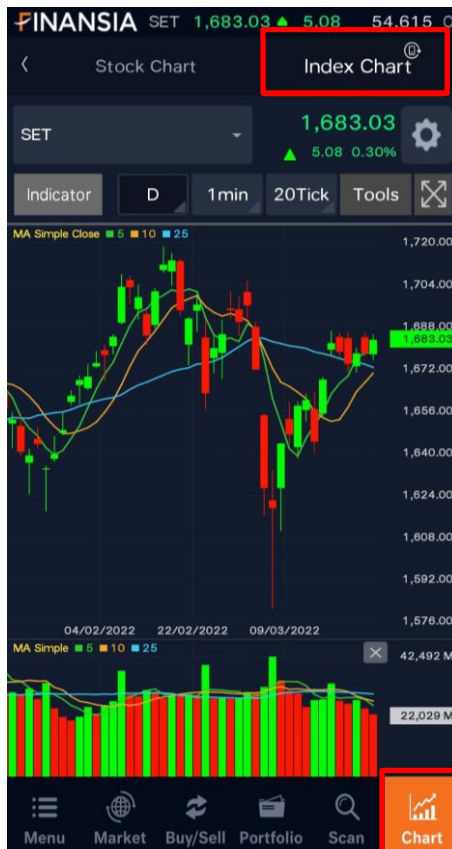 FINANSIA SET 1,683.03 ▲ 5.08 54,615
Stock Chart Index Chart
SET 1,683.03
▲ 5.08 0.30%
Indicator D 1min 20Tick Tools
MA Simple Close 5 10 25
1,720.00
1,704.00
1,688.00
1,683.03
1,672.00
1,656.00
1,640.00
1,624.00
1,608.00
1,592.00
1,576.00
04/02/2022 22/02/2022 09/03/2022
MA Simple 5 10 25
42,492 M
22,029 M
Menu Market Buy/Sell Portfolio Scan Chart